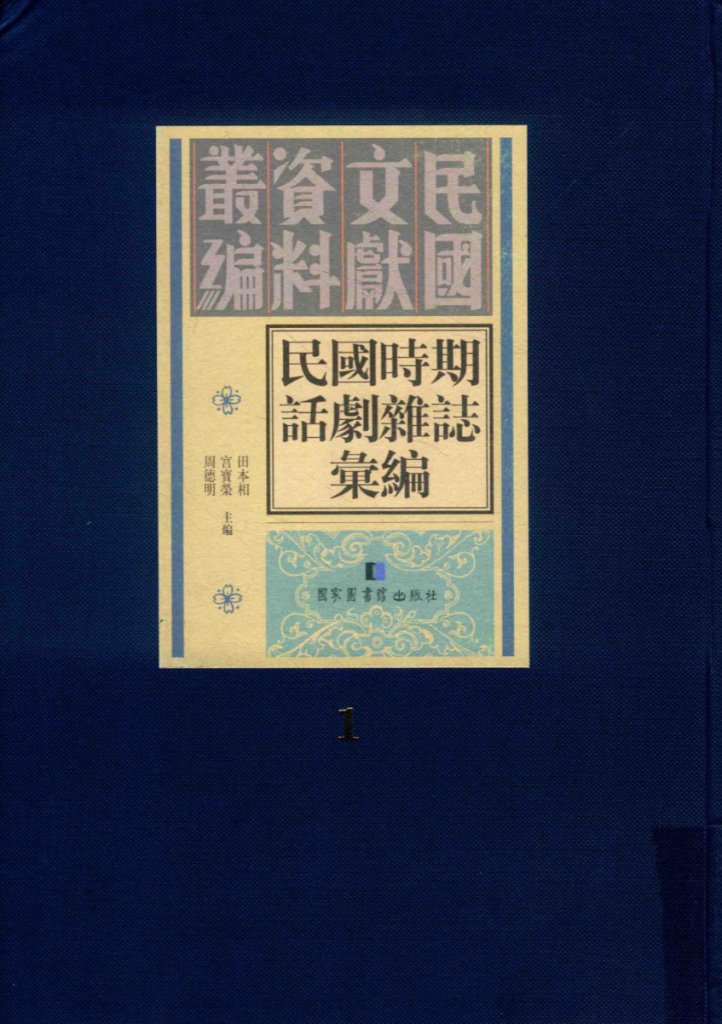 民國
文獻
資料
叢編
民國時期
話劇雜誌
彙編
田本相
宮寶榮
周德明
主編
國家圖書館出版社
1